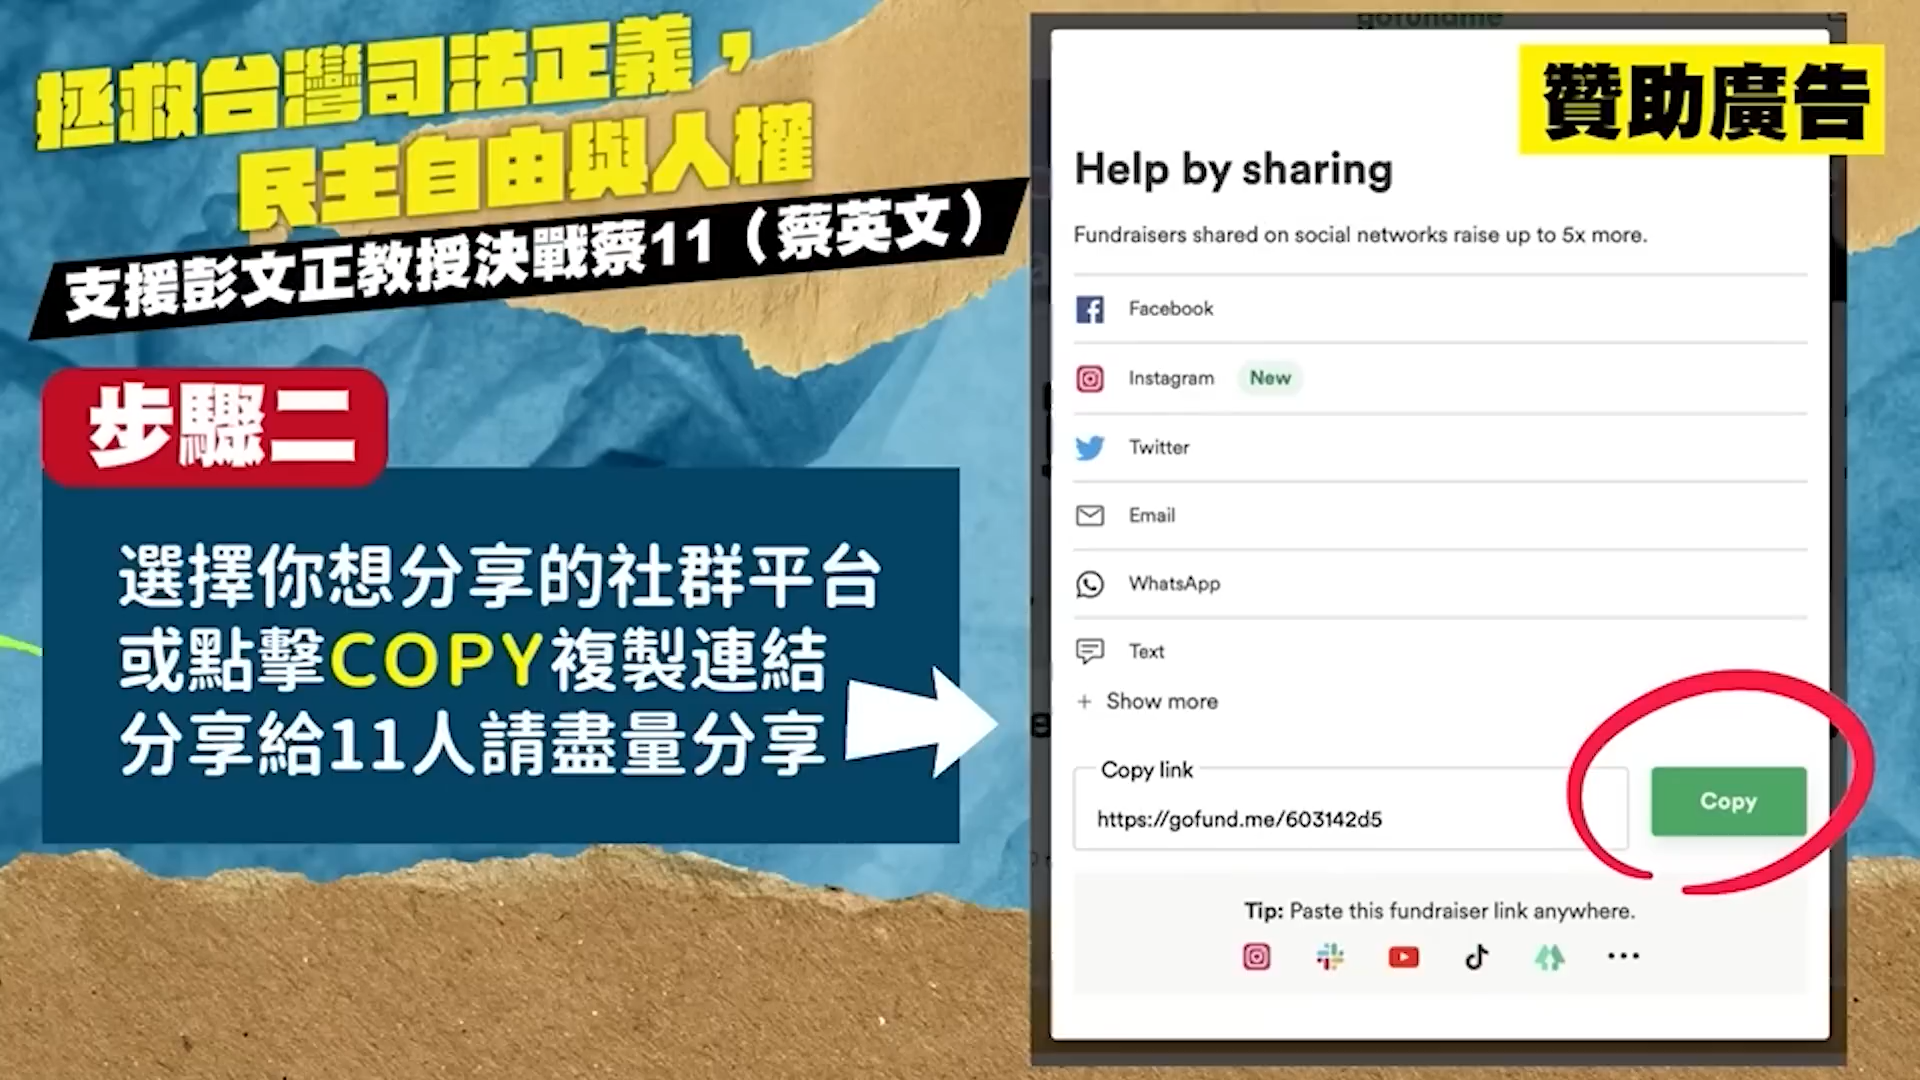 拯救台灣司法正義，
民主自由與人權
支援彭文正教授決戰蔡11（蔡英文）
步驟二
選擇你想分享的社群平台
或點擊COPY複製連結
分享給11人請盡量分享
gofundme
贊助廣告
Help by sharing
Fundraisers shared on social networks raise up to 5x more.
Facebook
Instagram New
Twitter
Email
WhatsApp
Text
+ Show more
Copy link
https://gofund.me/603142d5
Copy
Tip: Paste this fundraiser link anywhere.